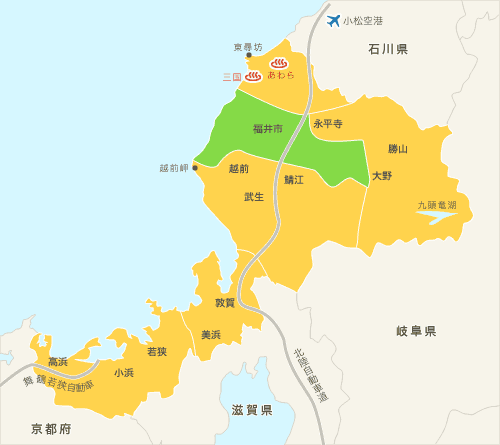 小松空港
石川県
東尋坊
三国
あわら
福井市
永平寺
勝山
越前岬
越前
鯖江
大野
武生
九頭竜湖
敦賀
美浜
岐阜県
若狭
高浜
小浜
舞鶴若狭自動車
北陸自動車道
滋賀県
京都府